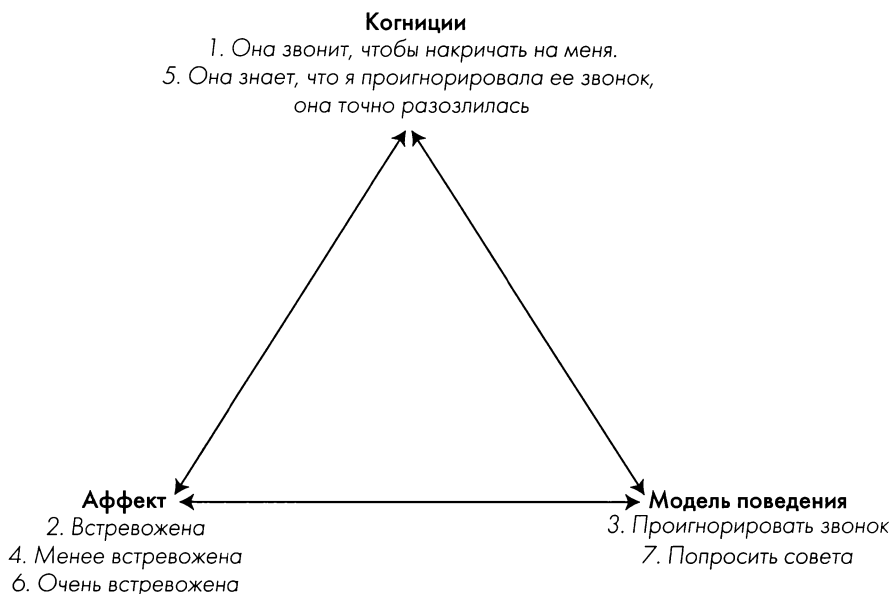 Когниции
1. Она звонит, чтобы накричать на меня.
5. Она знает, что я проигнорировала ее звонок,
она точно разозлилась
Аффект
2. Встревожена
4. Менее встревожена
6. Очень встревожена
Модель поведения
3. Проигнорировать звонок
7. Попросить совета